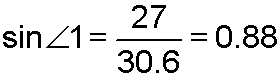 sin∠1 = 27/30.6 = 0.88